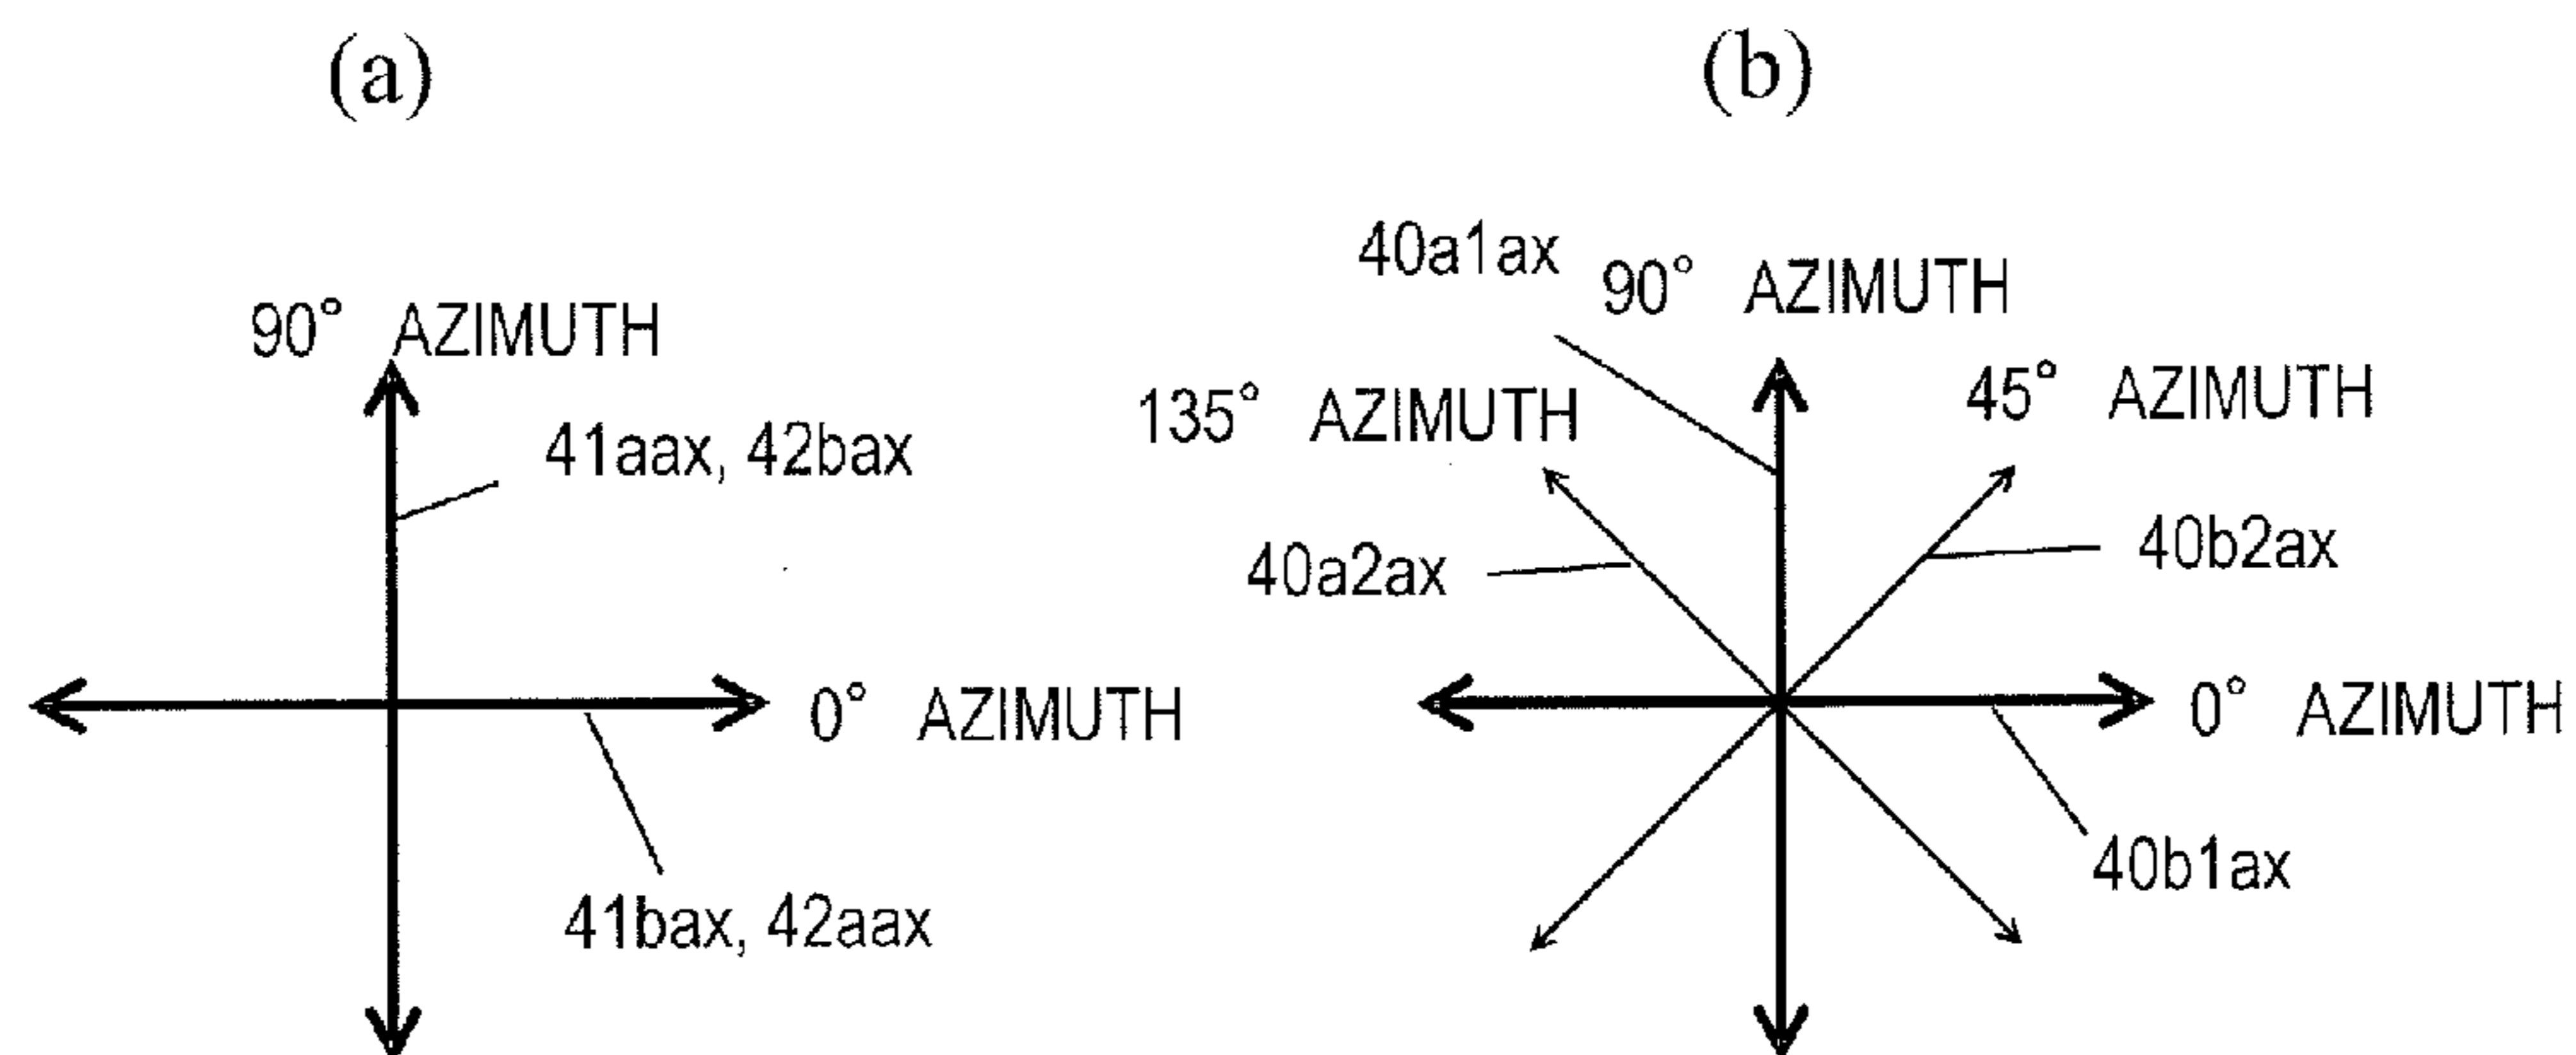 (a)
90° AZIMUTH
41aax, 42bax
0° AZIMUTH
41bax, 42aax
(b)
40a1ax
90° AZIMUTH
135° AZIMUTH
45° AZIMUTH
40a2ax
40b2ax
0° AZIMUTH
40b1ax